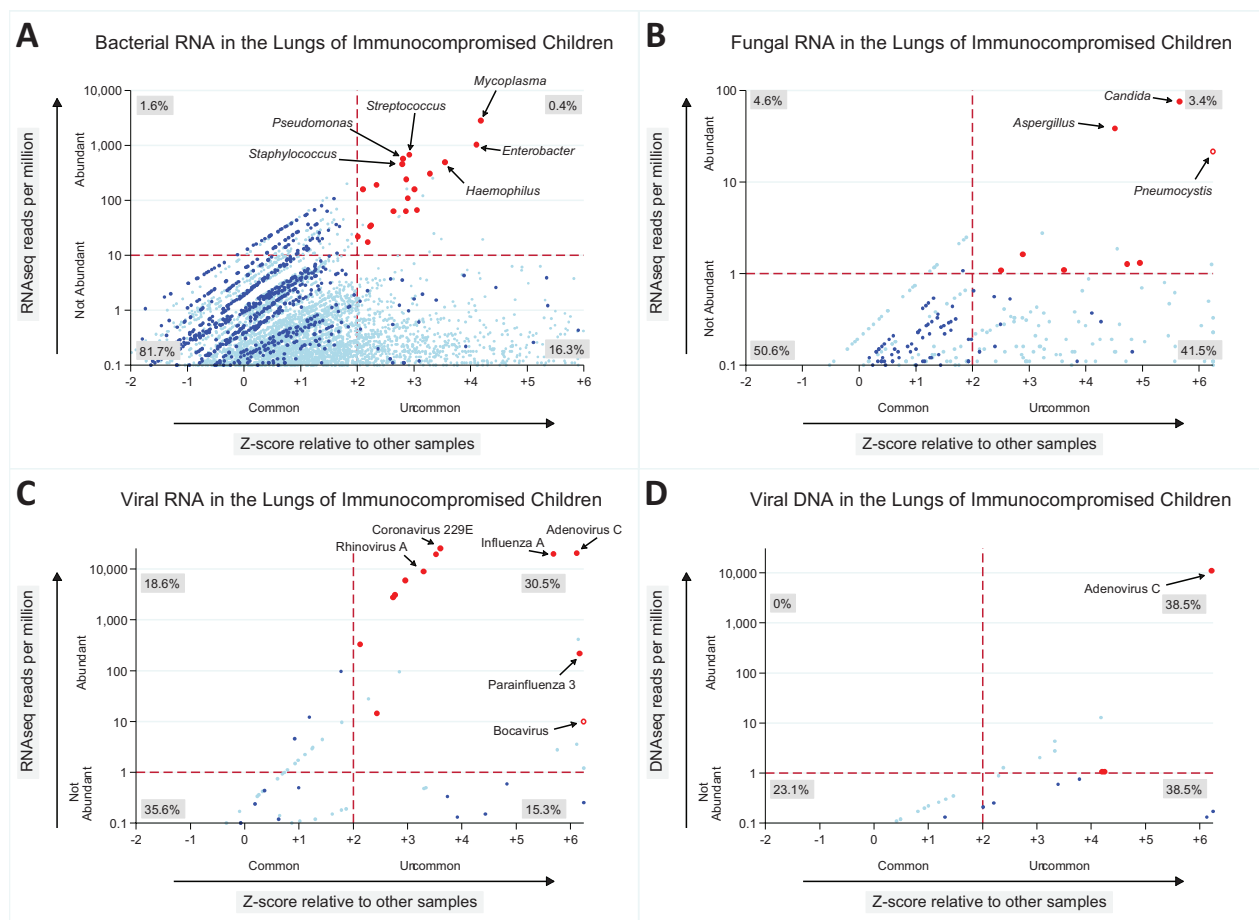 A
Bacterial RNA in the Lungs of Immunocompromised Children
RNAseq reads per million
Abundant
Not Abundant
10,000
1,000
100
10
1
0.1
1.6%
0.4%
81.7%
16.3%
Mycoplasma
Streptococcus
Pseudomonas
Staphylococcus
Enterobacter
Haemophilus
-2
-1
0
+1
+2
+3
+4
+5
+6
Common
Uncommon
Z-score relative to other samples
B
Fungal RNA in the Lungs of Immunocompromised Children
RNAseq reads per million
Abundant
Not Abundant
100
10
1
0.1
4.6%
3.4%
50.6%
41.5%
Candida
Aspergillus
Pneumocystis
-2
-1
0
+1
+2
+3
+4
+5
+6
Common
Uncommon
Z-score relative to other samples
C
Viral RNA in the Lungs of Immunocompromised Children
RNAseq reads per million
Abundant
Not
Abundant
10,000
1,000
100
10
1
0.1
18.6%
30.5%
35.6%
15.3%
Coronavirus 229E
Adenovirus C
Rhinovirus A
Influenza A
Parainfluenza 3
Bocavirus
-2
-1
0
+1
+2
+3
+4
+5
+6
Common
Uncommon
Z-score relative to other samples
D
Viral DNA in the Lungs of Immunocompromised Children
DNAseq reads per million
Abundant
Not
Abundant
10,000
1,000
100
10
1
0.1
0%
38.5%
23.1%
38.5%
Adenovirus C
-2
-1
0
+1
+2
+3
+4
+5
+6
Common
Uncommon
Z-score relative to other samples